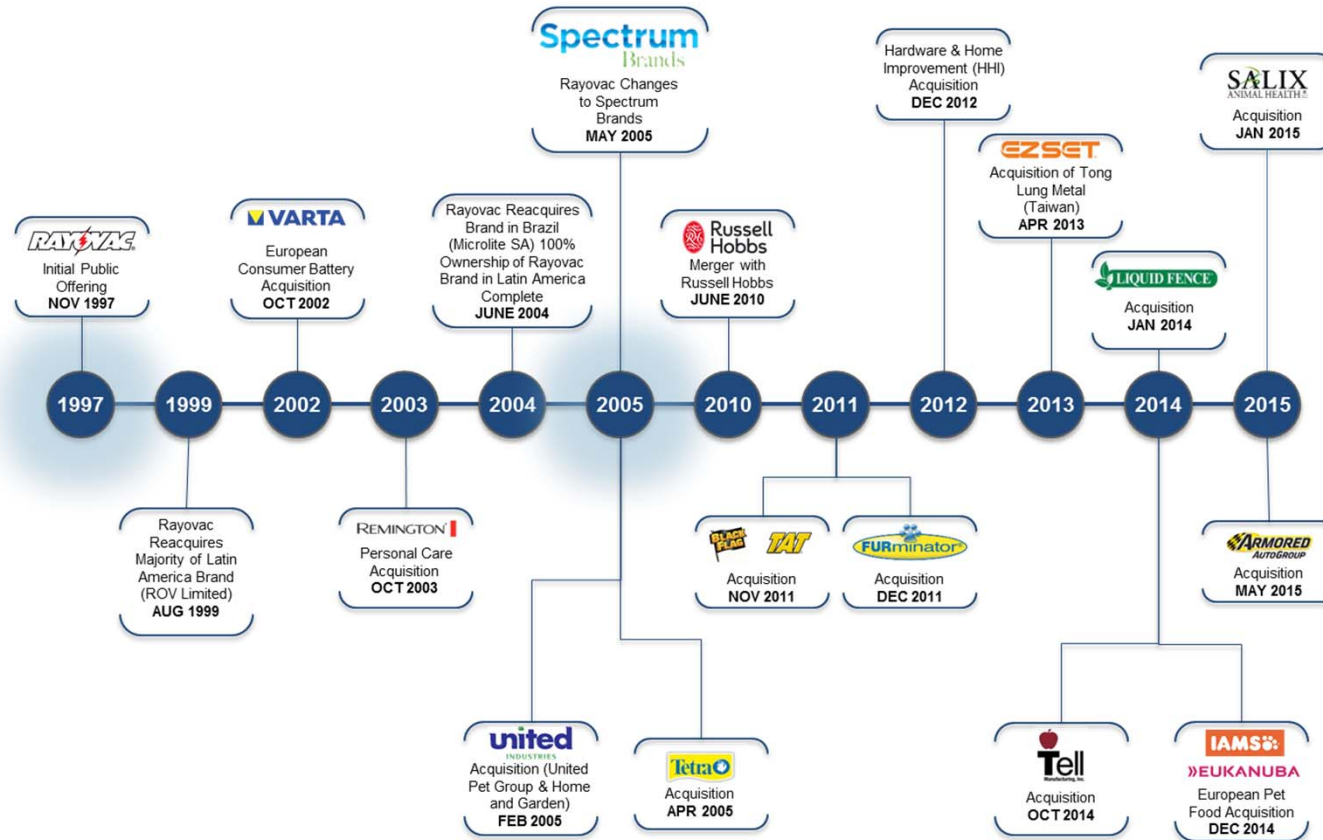 RAYOVAC
Initial Public
Offering
NOV 1997
VARTA
European
Consumer Battery
Acquisition
OCT 2002
Rayovac Reacquires
Brand in Brazil
(Microlite SA) 100%
Ownership of Rayovac
Brand in Latin America
Complete
JUNE 2004
Spectrum
Brands
Rayovac Changes
to Spectrum
Brands
MAY 2005
Russell
Hobbs
Merger with
Russell Hobbs
JUNE 2010
Hardware & Home
Improvement (HHI)
Acquisition
DEC 2012
EZSET
Acquisition of Tong
Lung Metal
(Taiwan)
APR 2013
LIQUID FENCE
Acquisition
JAN 2014
SALIX
ANIMAL HEALTH
Acquisition
JAN 2015
1997
1999
2002
2003
2004
2005
2010
2011
2012
2013
2014
2015
Rayovac
Reacquires
Majority of Latin
America Brand
(ROV Limited)
AUG 1999
REMINGTON
Personal Care
Acquisition
OCT 2003
united
INDUSTRIES
Acquisition (United
Pet Group & Home
and Garden)
FEB 2005
Tetra
Acquisition
APR 2005
BLACK
FLAG
TAT
Acquisition
NOV 2011
FURminator®
Acquisition
DEC 2011
Tell
Manufacturing, Inc.
Acquisition
OCT 2014
IAMS
»EUKANUBA
European Pet
Food Acquisition
DEC 2014
ARMORED
AUTOGROUP
Acquisition
MAY 2015